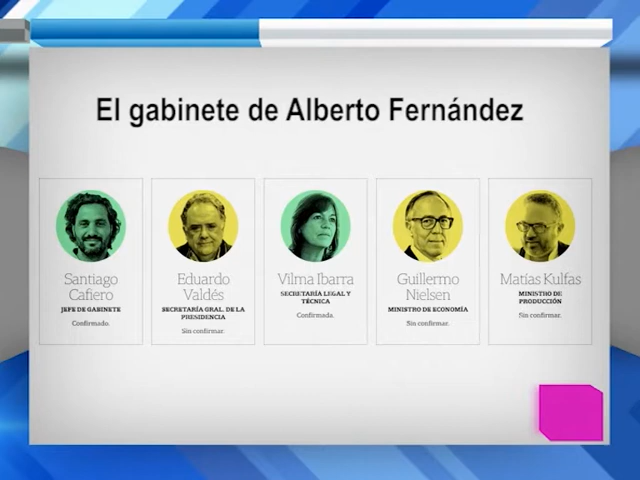 El gabinete de Alberto Fernández
Santiago
Cafiero
JEFE DE GABINETE
Confirmado.
Eduardo
Valdés
SECRETARÍA GRAL. DE LA
PRESIDENCIA
Sin confirmar.
Vilma Ibarra
SECRETARÍA LEGAL Y
TÉCNICA
Confirmada.
Guillermo
Nielsen
MINISTRO DE ECONOMÍA
Sin confirmar.
Matías Kulfas
MINISTRO DE
PRODUCCIÓN
Sin confirmar.